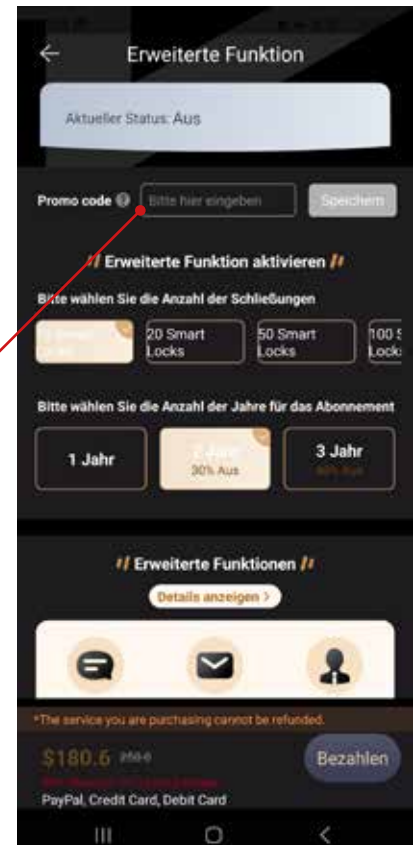 Erweiterte Funktion
Aktueller Status: Aus
Promo code
Bitte hier eingeben
Speichern
Erweiterte Funktion aktivieren
Bitte wählen Sie die Anzahl der Schließungen
20 Smart Locks
50 Smart Locks
100 S
Lock
Bitte wählen Sie die Anzahl der Jahre für das Abonnement
1 Jahr
30% Aus
3 Jahr
Erweiterte Funktionen
Details anzeigen >
*The service you are purchasing cannot be refunded.
$180.6
Bezahlen
PayPal, Credit Card, Debit Card